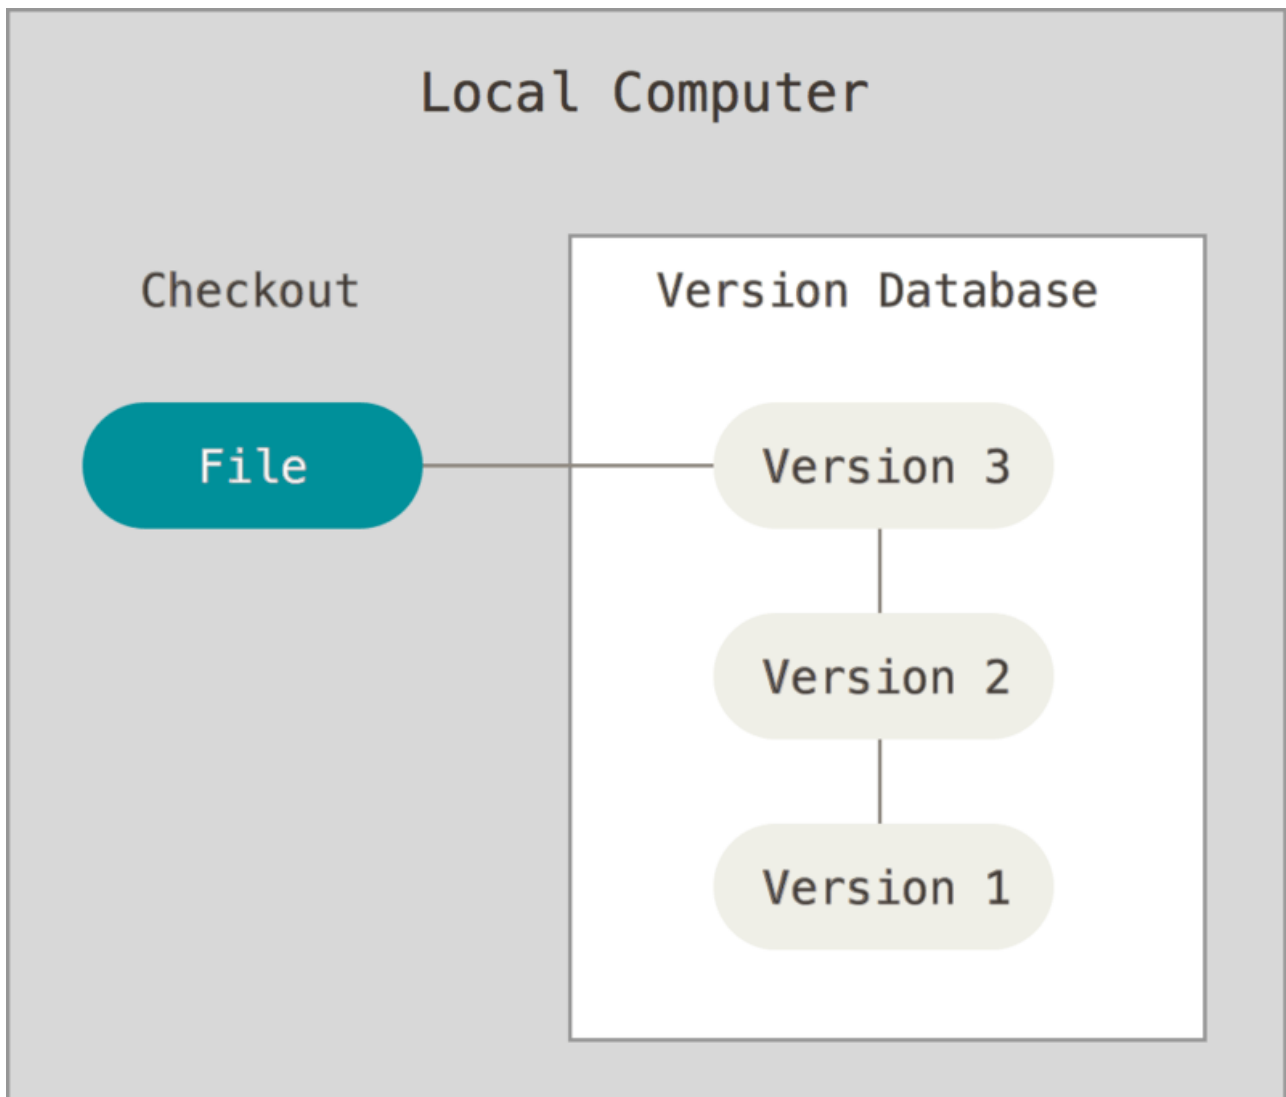 Local Computer
Checkout
Version Database
File
Version 3
Version 2
Version 1